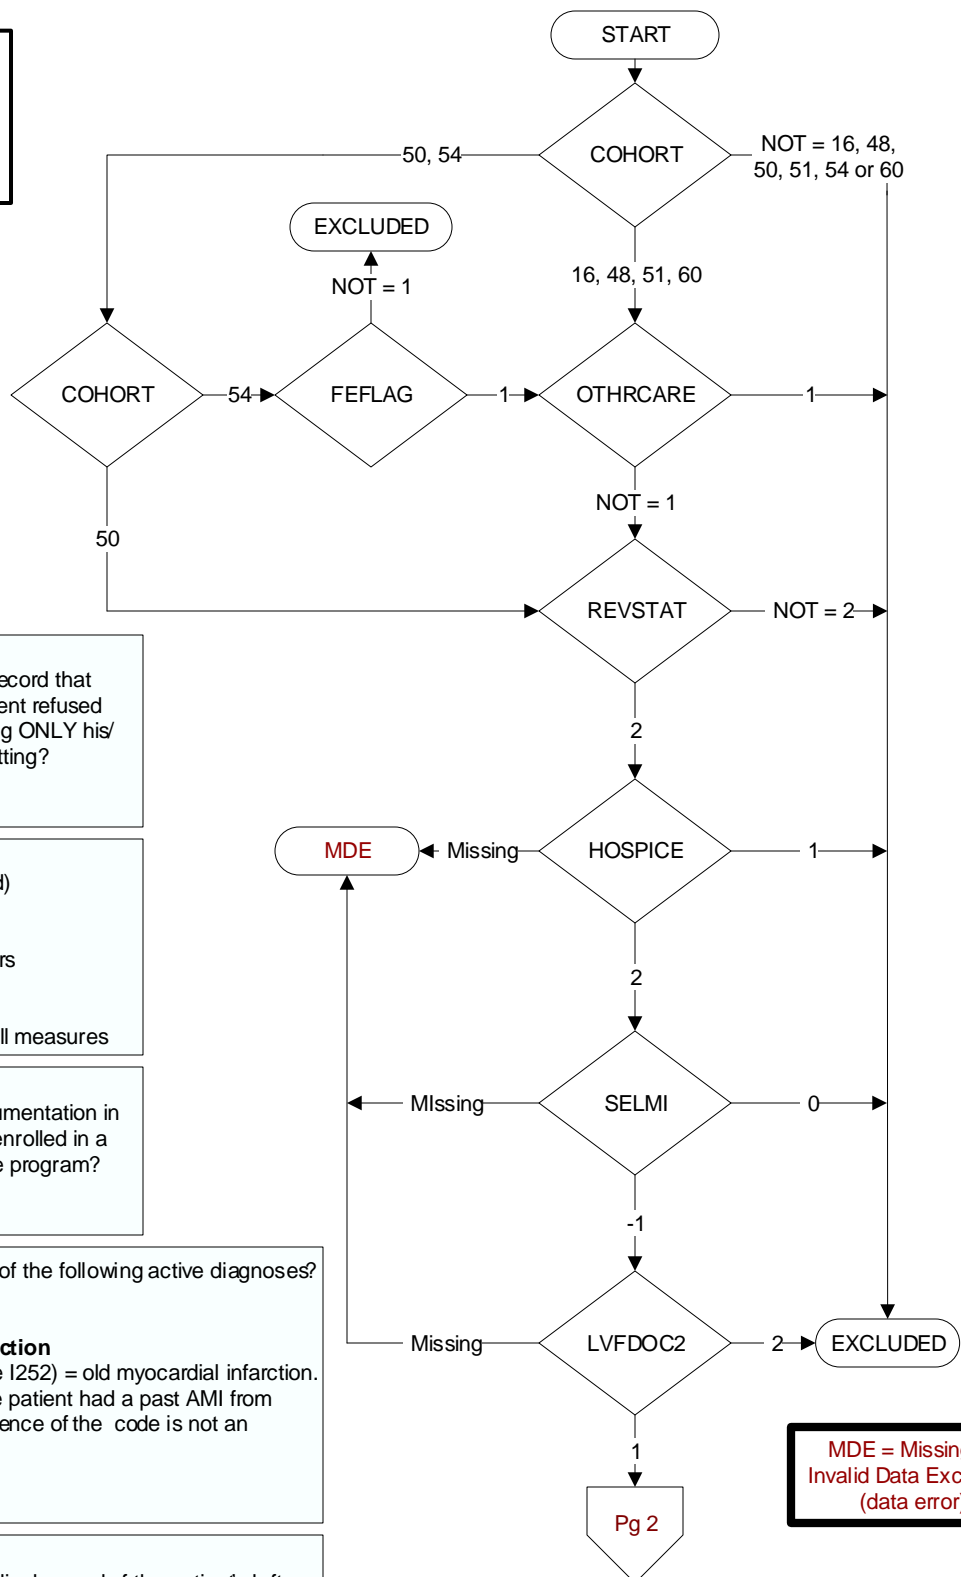 START
COHORT
50, 54
NOT = 16, 48,
50, 51, 54 or 60
EXCLUDED
NOT = 1
16, 48, 51, 60
COHORT
54
FEFLAG
1
OTHRCARE
1
NOT = 1
50
REVSTAT
NOT = 2
ecord that
ent refused
g ONLY his/
tting?
2
MDE
Missing
HOSPICE
1
d)
rs
ll measures
2
umentation in
enrolled in a
e program?
MIssing
SELMI
0
-1
of the following active diagnoses?
ction
e I252) = old myocardial infarction.
e patient had a past AMI from
ence of the code is not an
Missing
LVFDOC2
2
EXCLUDED
1
Pg 2
MDE = Missin
Invalid Data Exc
(data error)